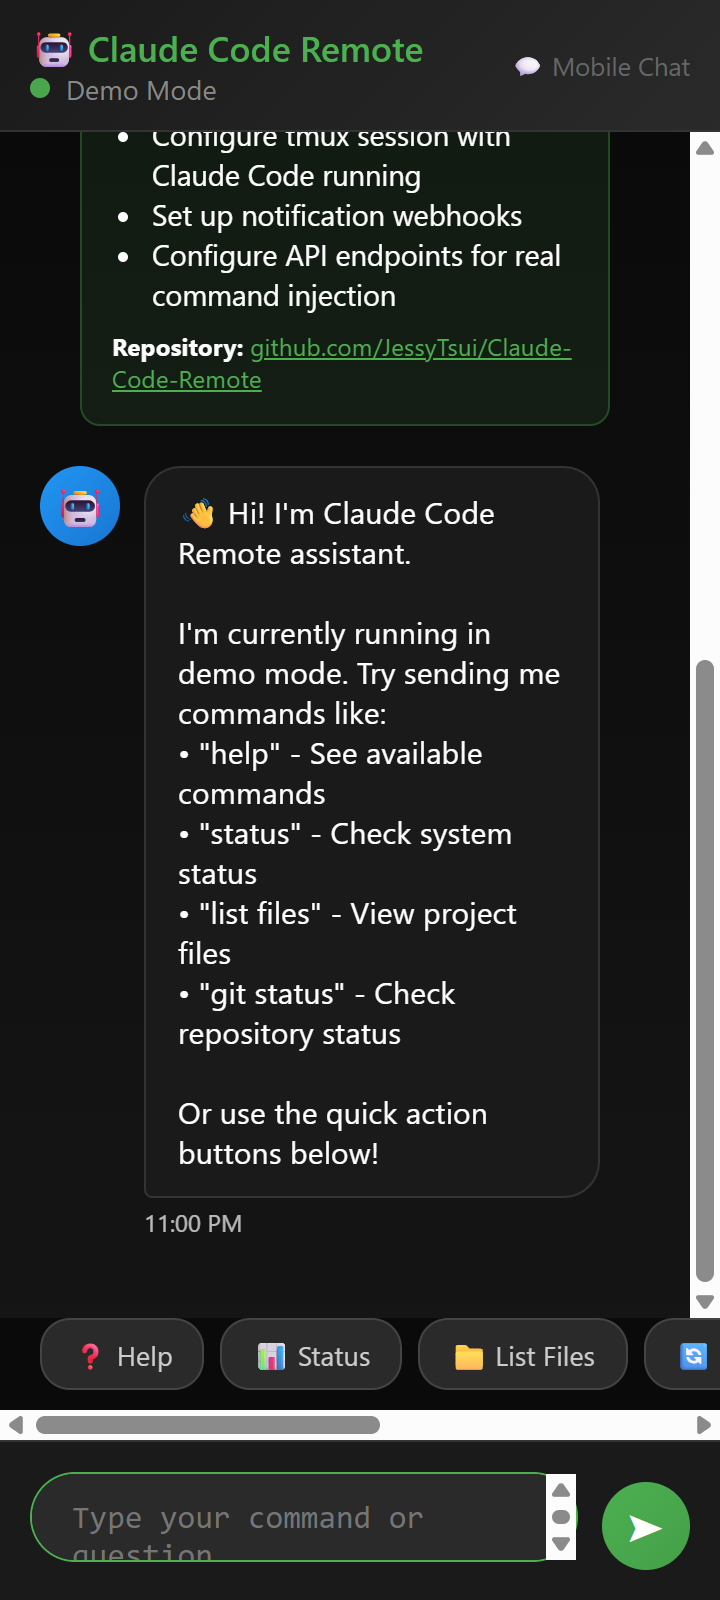 Claude Code Remote
Demo Mode
Mobile Chat
• Configure tmux session with
Claude Code running
• Set up notification webhooks
• Configure API endpoints for real
command injection
Repository: github.com/JessyTsui/Claude-
Code-Remote
👋 Hi! I'm Claude Code
Remote assistant.
I'm currently running in
demo mode. Try sending me
commands like:
• "help" - See available
commands
• "status" - Check system
status
• "list files" - View project
files
• "git status" - Check
repository status
Or use the quick action
buttons below!
11:00 PM
❓ Help
📊 Status
📁 List Files
Type your command or
question